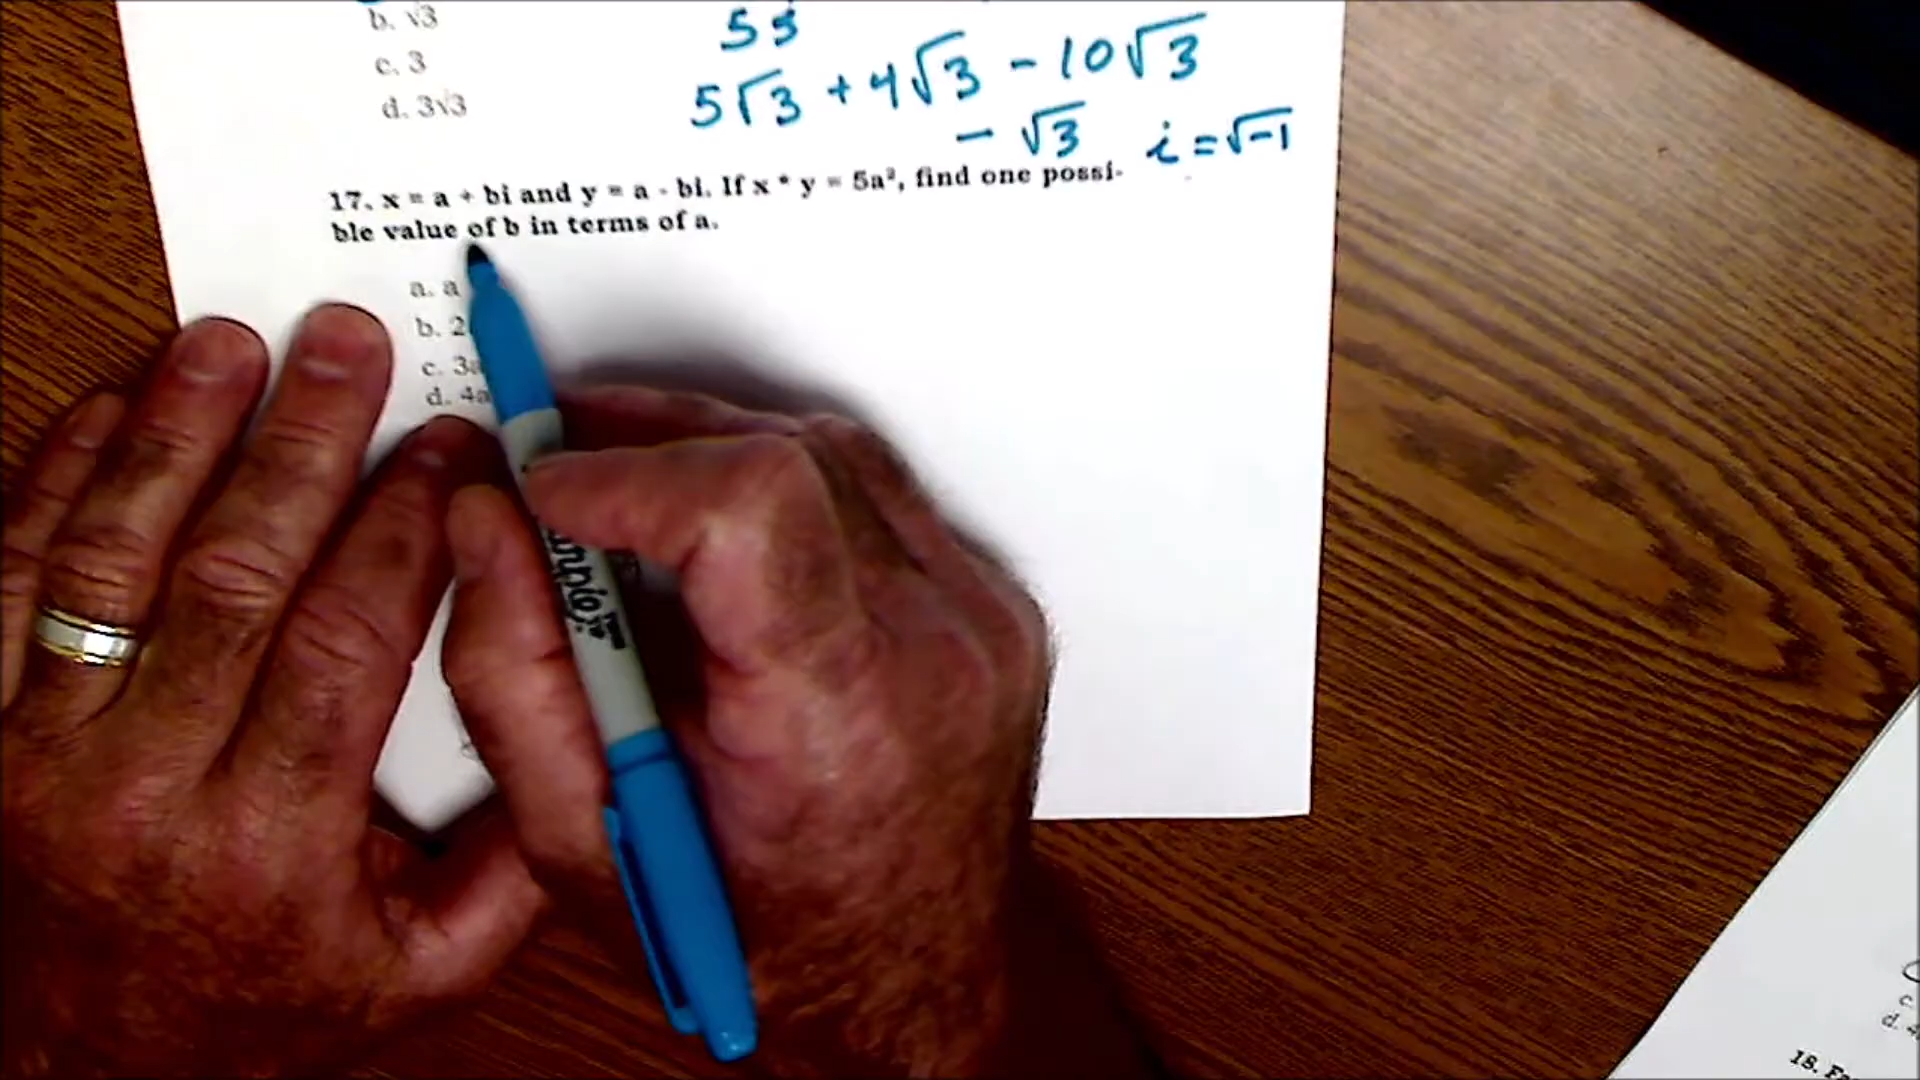 b. √3
c. 3
d. 3√3
5√3 + 4√3 - 10√3
- √3
i = √-1
17. x = a + bi and y = a - bi. If x * y = 5a², find one possi-
ble value of b in terms of a.
a. a
b. 2
c. 3a
d. 4a
c.
d. 4
18.